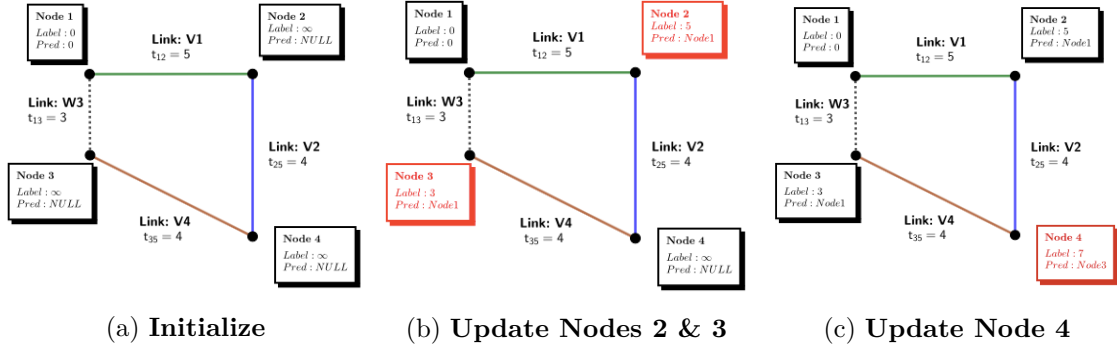 Node 1
Label : 0
Pred : 0
Node 2
Label : ∞
Pred : NULL
Link: V1
t12 = 5
Link: W3
t13 = 3
Link: V2
t25 = 4
Node 3
Label : ∞
Pred : NULL
Link: V4
t35 = 4
Node 4
Label : ∞
Pred : NULL
(a) Initialize
Node 1
Label : 0
Pred : 0
Node 2
Label : 5
Pred : Node1
Link: V1
t12 = 5
Link: W3
t13 = 3
Link: V2
t25 = 4
Node 3
Label : 3
Pred : Node1
Link: V4
t35 = 4
Node 4
Label : ∞
Pred : NULL
(b) Update Nodes 2 & 3
Node 1
Label : 0
Pred : 0
Node 2
Label : 5
Pred : Node1
Link: V1
t12 = 5
Link: W3
t13 = 3
Link: V2
t25 = 4
Node 3
Label : 3
Pred : Node1
Link: V4
t35 = 4
Node 4
Label : 7
Pred : Node3
(c) Update Node 4